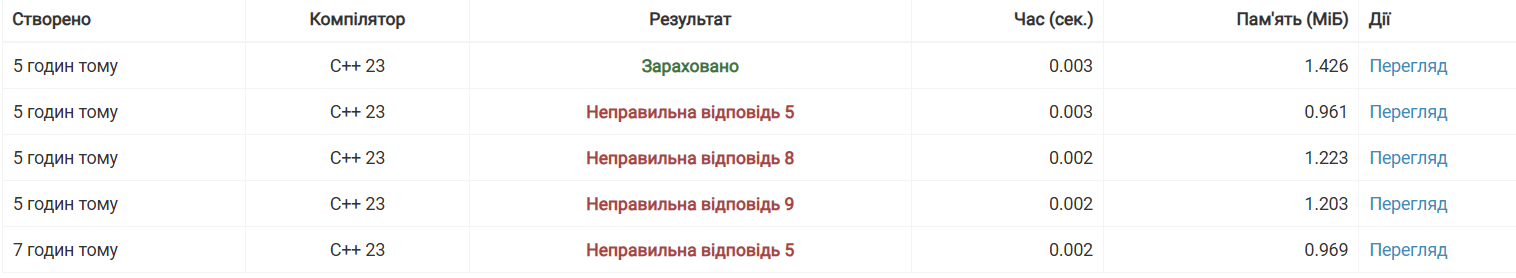 Створено Компілятор Результат Час (сек.) Пам'ять (МіБ) Дії
5 годин тому C++ 23 Зараховано 0.003 1.426 Перегляд
5 годин тому C++ 23 Неправильна відповідь 5 0.003 0.961 Перегляд
5 годин тому C++ 23 Неправильна відповідь 8 0.002 1.223 Перегляд
5 годин тому C++ 23 Неправильна відповідь 9 0.002 1.203 Перегляд
7 годин тому C++ 23 Неправильна відповідь 5 0.002 0.969 Перегляд